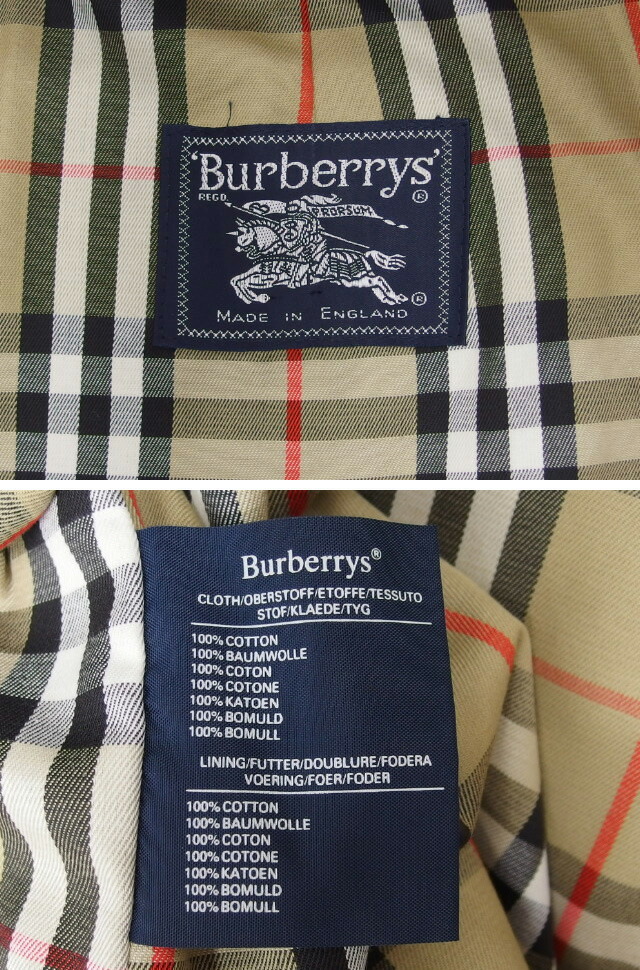 'Burberrys'
REGD. ®
PRORSUM
®
MADE IN ENGLAND
Burberrys®
CLOTH/OBERSTOFF/ETOFFE/TESSUTO
STOF/KLAEDE/TYG
100% COTTON
100% BAUMWOLLE
100% COTON
100% COTONE
100% KATOEN
100% BOMULD
100% BOMULL
LINING/FUTTER/DOUBLURE/FODERA
VOERING/FOER/FODER
100% COTTON
100% BAUMWOLLE
100% COTON
100% COTONE
100% KATOEN
100% BOMULD
100% BOMULL